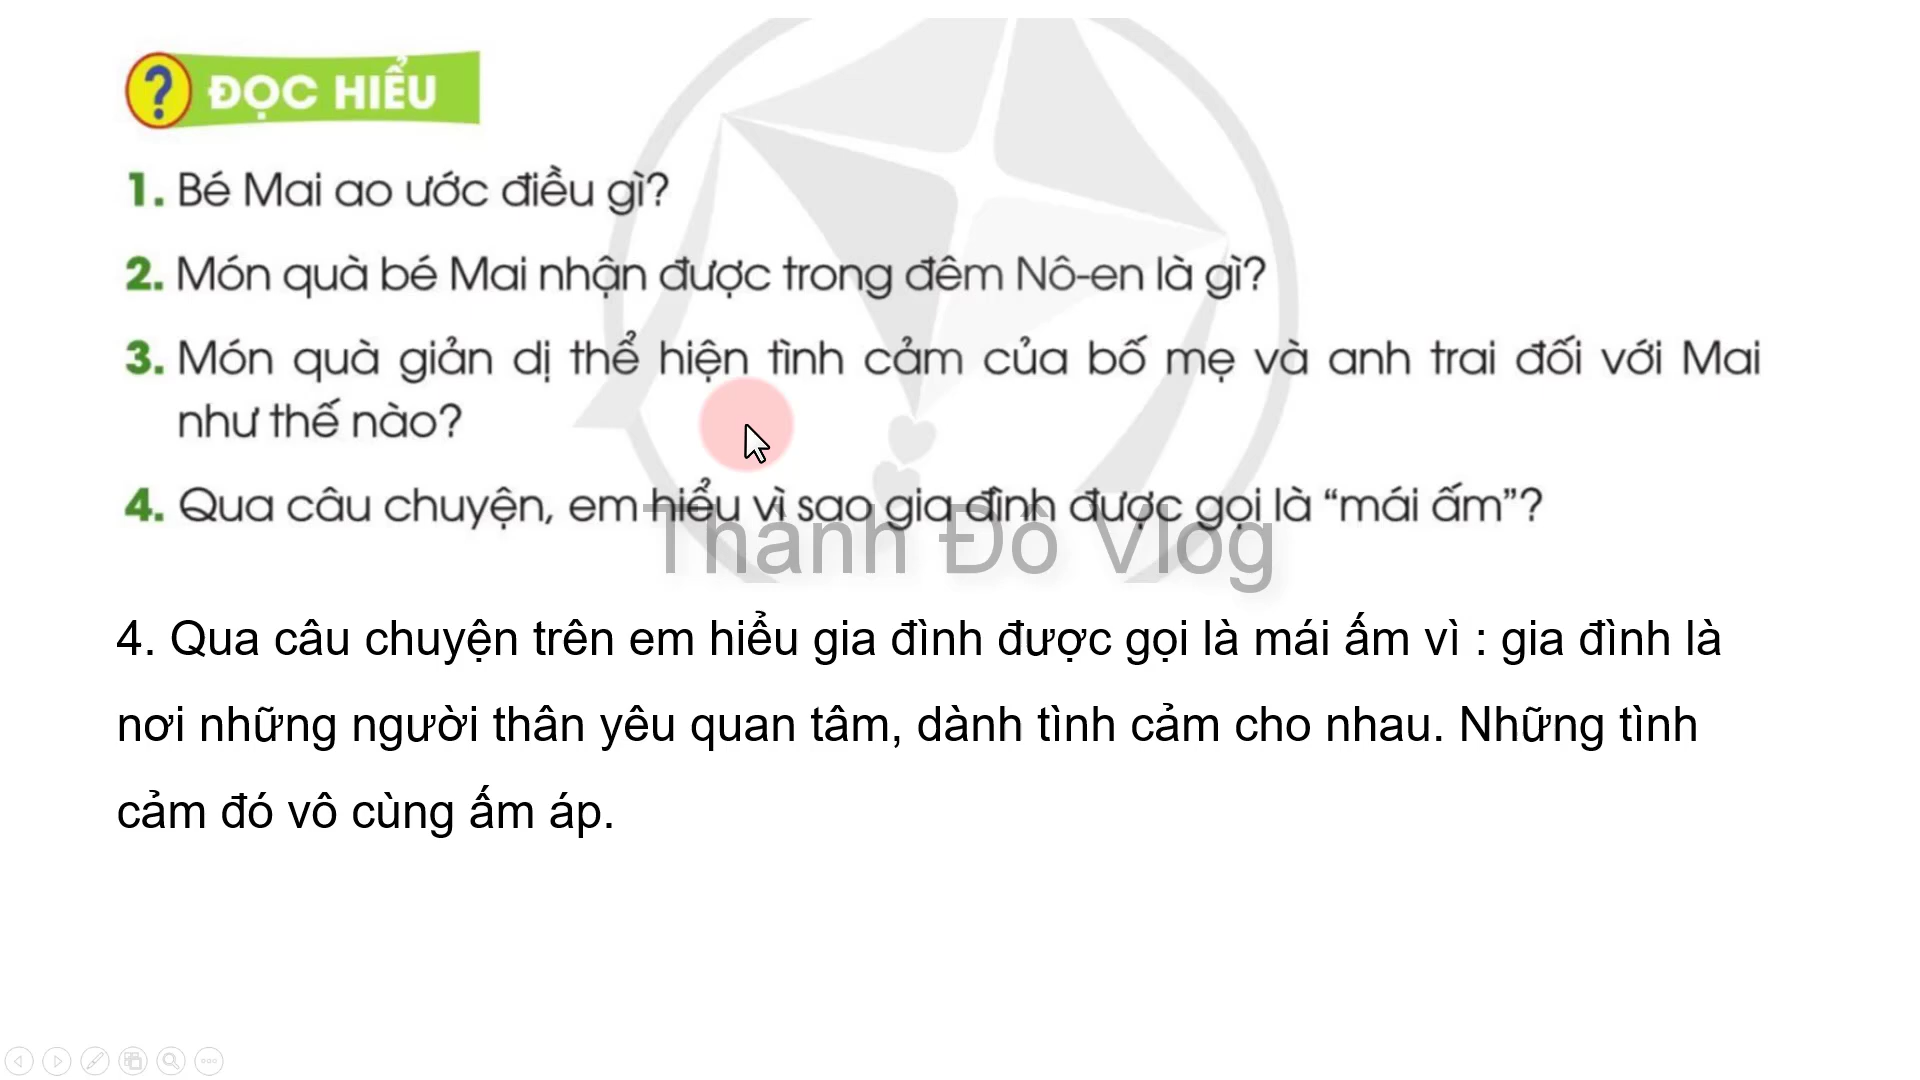 ? ĐỌC HIỂU
1. Bé Mai ao ước điều gì?
2. Món quà bé Mai nhận được trong đêm Nô-en là gì?
3. Món quà giản dị thể hiện tình cảm của bố mẹ và anh trai đối với Mai
như thế nào?
4. Qua câu chuyện, em hiểu vì sao gia đình được gọi là “mái ấm”?
Thành Đô Vlog
4. Qua câu chuyện trên em hiểu gia đình được gọi là mái ấm vì : gia đình là
nơi những người thân yêu quan tâm, dành tình cảm cho nhau. Những tình
cảm đó vô cùng ấm áp.